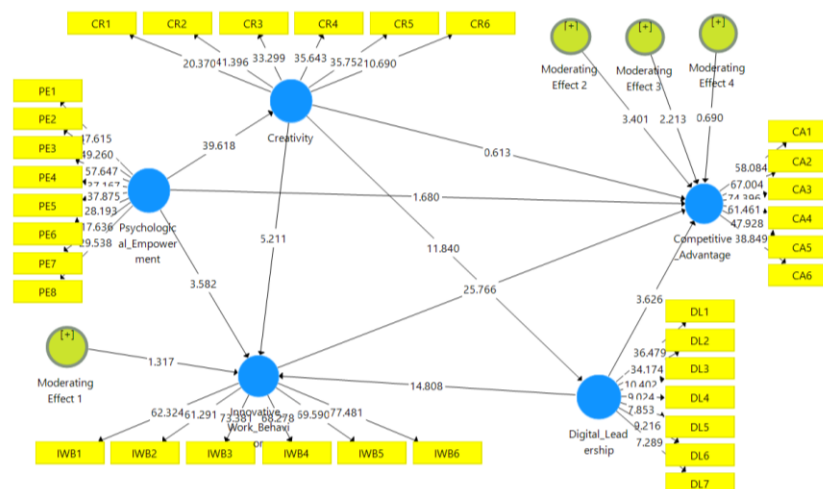 CR1
CR2
CR3
CR4
CR5
CR6
[+]
[+]
[+]
20.370
41.396
33.299
35.643
35.752
10.690
Moderating
Effect 2
Moderating
Effect 3
Moderating
Effect 4
PE1
PE2
PE3
PE4
PE5
PE6
PE7
PE8
49.260
57.647
37.875
28.193
17.636
29.538
39.618
Creativity
3.401
2.213
0.690
CA1
CA2
CA3
CA4
CA5
CA6
58.084
67.004
61.461
47.928
38.849
0.613
1.680
Psychologic
al_Empower
ment
Competitive
_Advantage
5.211
11.840
3.582
25.766
3.626
[+]
Moderating
Effect 1
1.317
14.808
DL1
DL2
DL3
DL4
DL5
DL6
DL7
36.479
34.174
10.402
9.024
7.853
9.216
7.289
Digital_Lead
ership
62.324
61.291
73.381
68.278
59.590
77.481
Innovative_
Work_Behavi
or
IWB1
IWB2
IWB3
IWB4
IWB5
IWB6